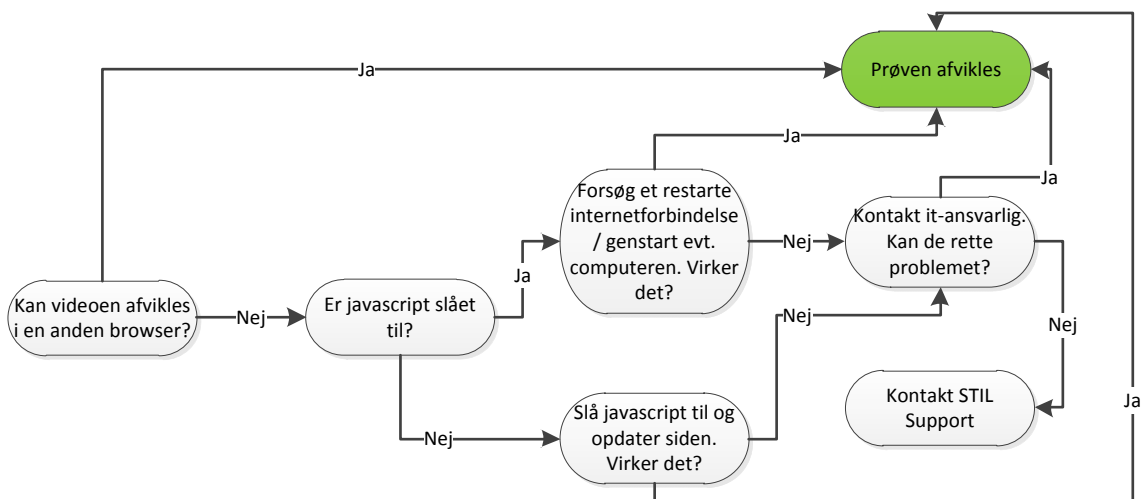 Ja
Prøven afvikles
Ja
Forsøg et restarte
internetforbindelse
/ genstart evt.
computeren. Virker
det?
Ja
Nej
Kontakt it-ansvarlig.
Kan de rette
problemet?
Ja
Kan videoen afvikles
i en anden browser?
Nej
Er javascript slået
til?
Nej
Nej
Nej
Slå javascript til og
opdater siden.
Virker det?
Kontakt STIL
Support
Ja